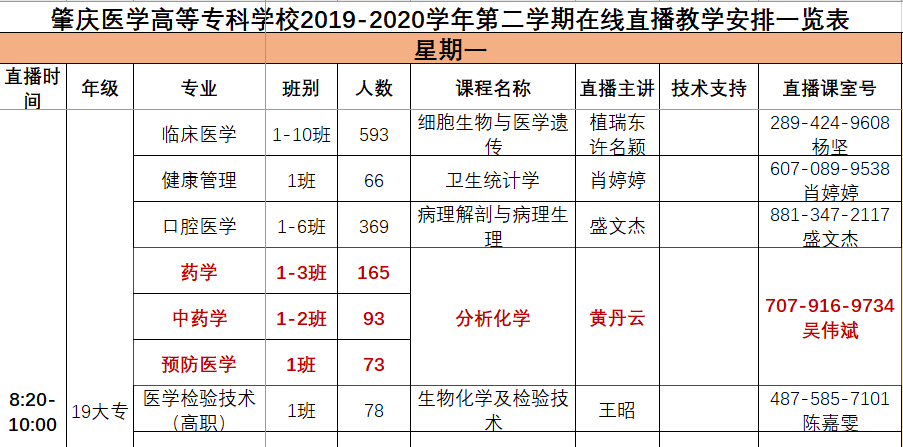 肇庆医学高等专科学校2019-2020学年第二学期在线直播教学安排一览表
星期一
直播时间 年级 专业 班别 人数 课程名称 直播主讲 技术支持 直播课室号
临床医学 1-10班 593 细胞生物与医学遗传 植瑞东 许名颖 289-424-9608 杨坚
健康管理 1班 66 卫生统计学 肖婷婷 607-089-9538 肖婷婷
口腔医学 1-6班 369 病理解剖与病理生理 盛文杰 881-347-2117 盛文杰
药学 1-3班 165
中药学 1-2班 93 分析化学 黄丹云 707-916-9734 吴伟斌
预防医学 1班 73
8:20-10:00 19大专 医学检验技术（高职） 1班 78 生物化学及检验技术 王昭 487-585-7101 陈嘉雯